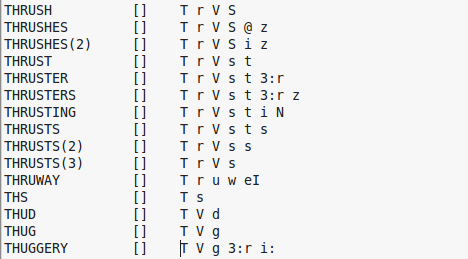 THRUSH [] T r V S
THRUSHES [] T r V S @ z
THRUSHES(2) [] T r V S i z
THRUST [] T r V s t
THRUSTER [] T r V s t 3:r
THRUSTERS [] T r V s t 3:r z
THRUSTING [] T r V s t i N
THRUSTS [] T r V s t s
THRUSTS(2) [] T r V s s
THRUSTS(3) [] T r V s
THRUWAY [] T r u w eI
THS [] T s
THUD [] T V d
THUG [] T V g
THUGGERY [] T V g 3:r i: